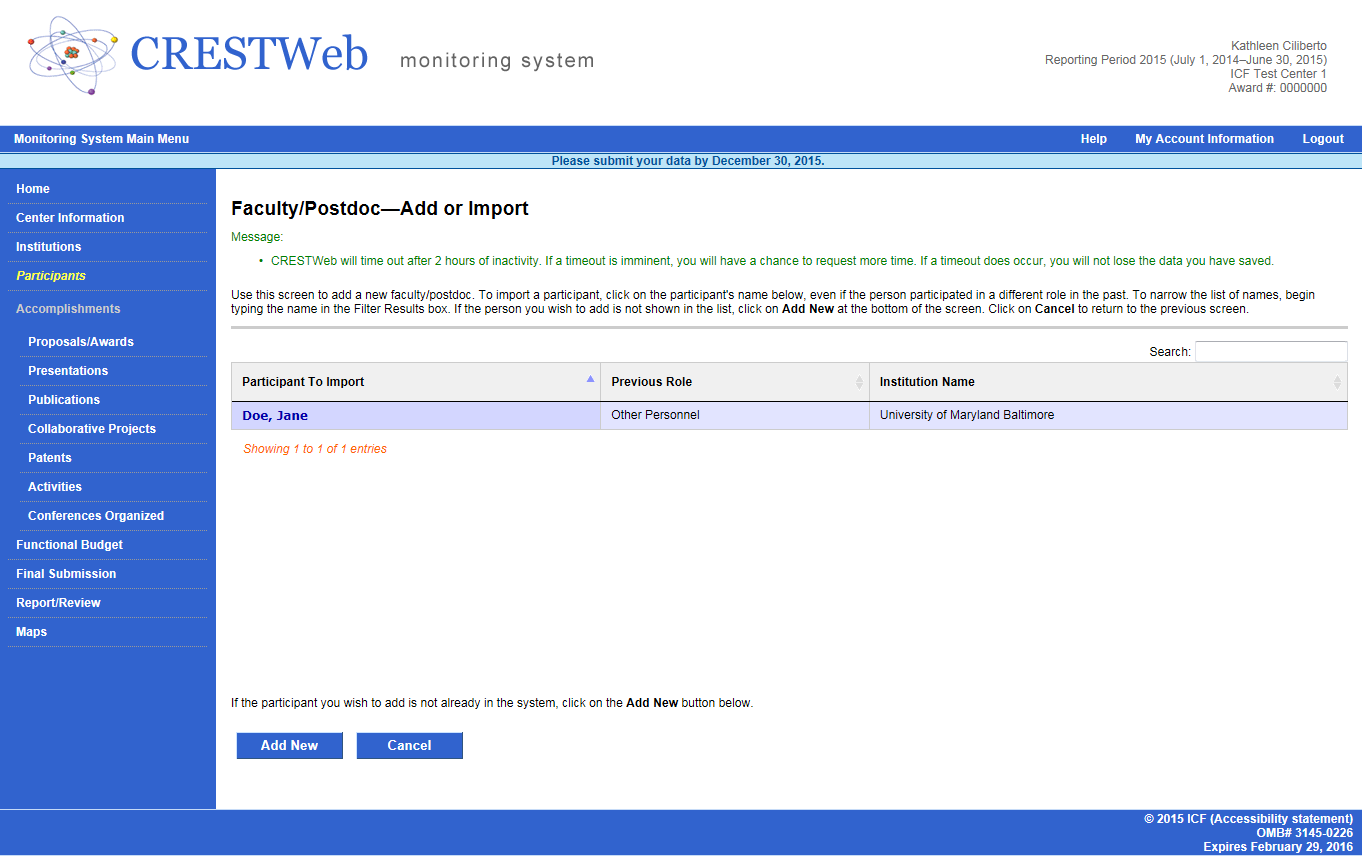 CRESTWeb monitoring system
Kathleen Ciliberto
Reporting Period 2015 (July 1, 2014–June 30, 2015)
ICF Test Center 1
Award #: 0000000
Monitoring System Main Menu Help My Account Information Logout
Please submit your data by December 30, 2015.
Home
Center Information
Institutions
Participants
Accomplishments
Proposals/Awards
Presentations
Publications
Collaborative Projects
Patents
Activities
Conferences Organized
Functional Budget
Final Submission
Report/Review
Maps
Faculty/Postdoc—Add or Import
Message:
• CRESTWeb will time out after 2 hours of inactivity. If a timeout is imminent, you will have a chance to request more time. If a timeout does occur, you will not lose the data you have saved.
Use this screen to add a new faculty/postdoc. To import a participant, click on the participant's name below, even if the person participated in a different role in the past. To narrow the list of names, begin
typing the name in the Filter Results box. If the person you wish to add is not shown in the list, click on Add New at the bottom of the screen. Click on Cancel to return to the previous screen.
Search:
Participant To Import Previous Role Institution Name
Doe, Jane Other Personnel University of Maryland Baltimore
Showing 1 to 1 of 1 entries
If the participant you wish to add is not already in the system, click on the Add New button below.
Add New Cancel
© 2015 ICF (Accessibility statement)
OMB# 3145-0226
Expires February 29, 2016